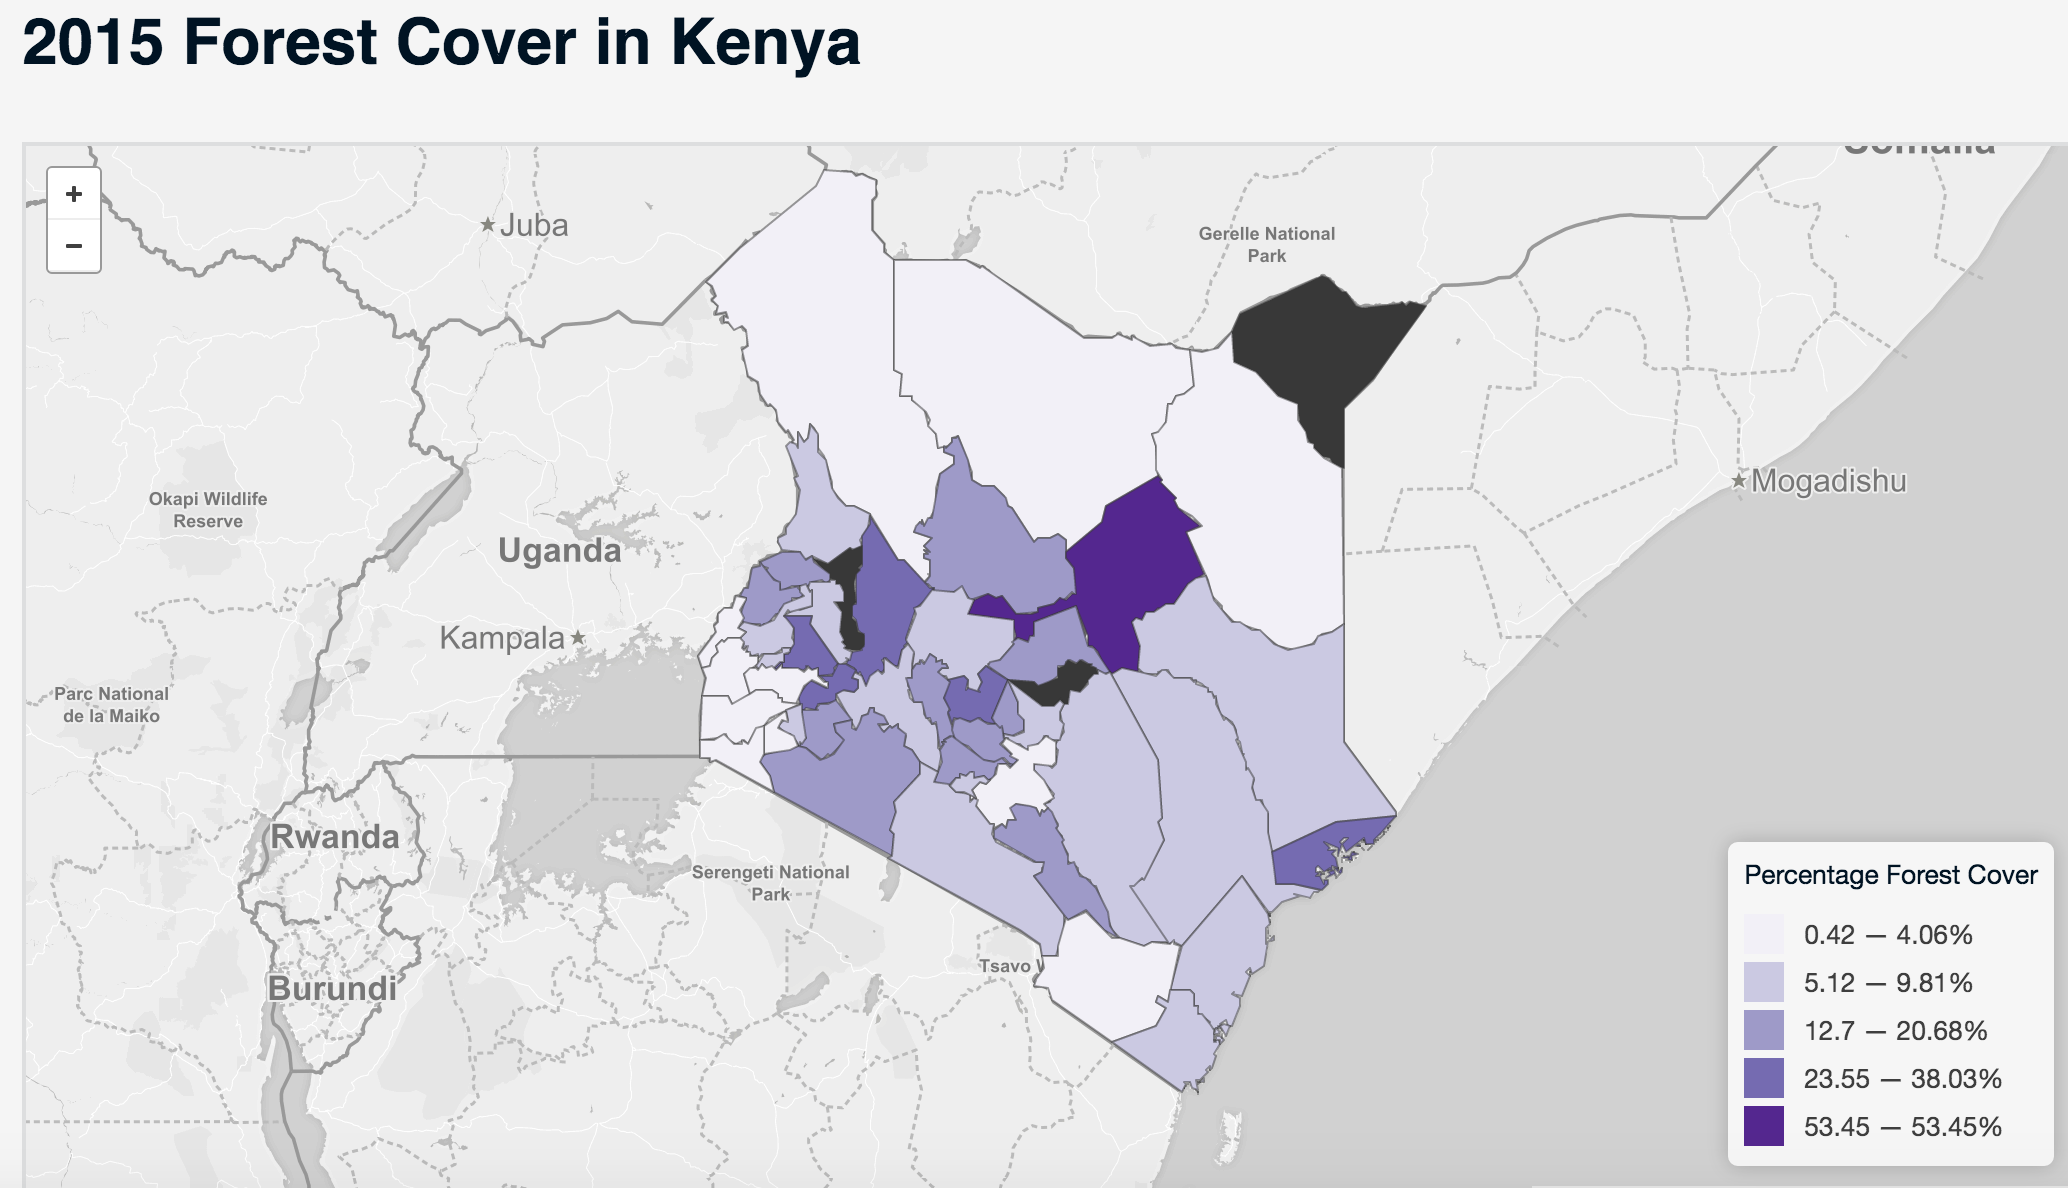 2015 Forest Cover in Kenya
Somalia
+
−
Juba
Gerelle National
Park
Okapi Wildlife
Reserve
Mogadishu
Uganda
Kampala
Parc National
de la Maiko
Rwanda
Serengeti National
Park
Tsavo
Burundi
Percentage Forest Cover
0.42 — 4.06%
5.12 — 9.81%
12.7 — 20.68%
23.55 — 38.03%
53.45 — 53.45%